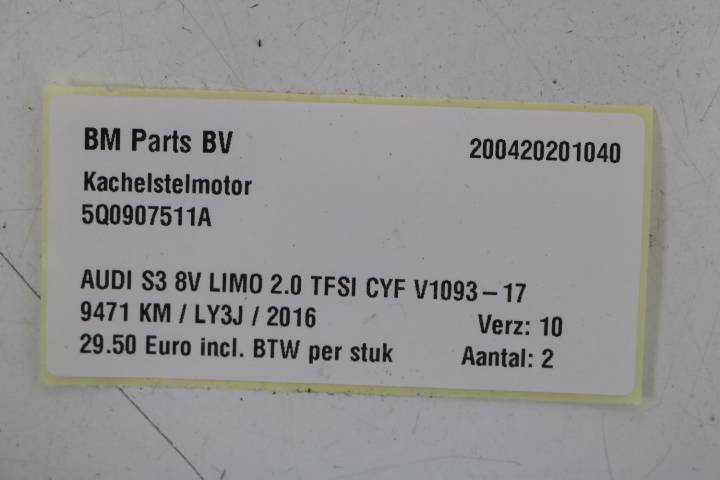 BM Parts BV 200420201040
Kachelstelmotor
5Q0907511A
AUDI S3 8V LIMO 2.0 TFSI CYF V1093-17
9471 KM / LY3J / 2016 Verz: 10
29.50 Euro incl. BTW per stuk Aantal: 2